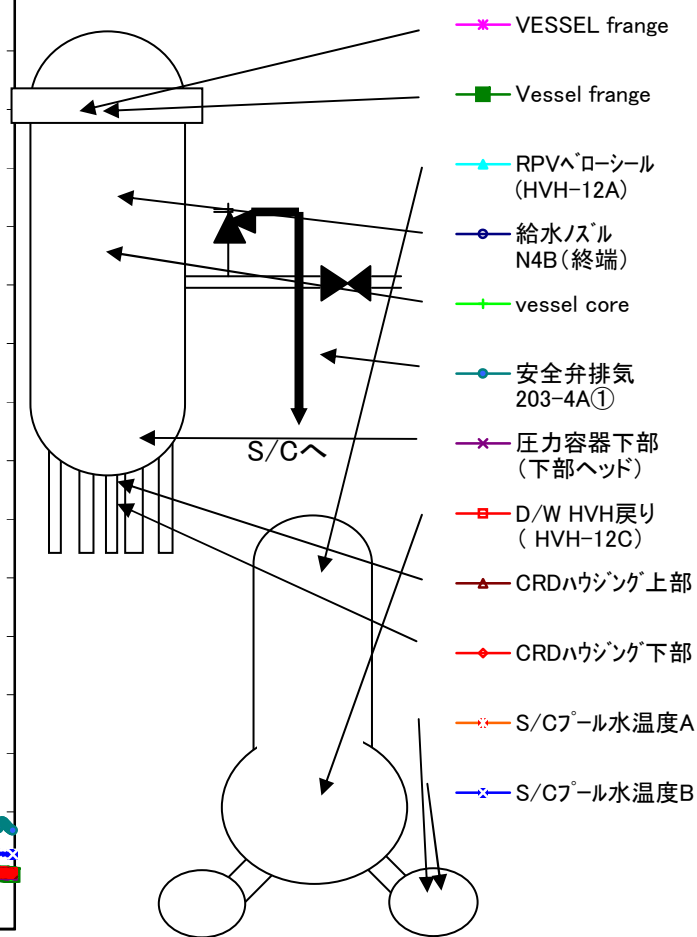 VESSEL frange
Vessel frange
RPVベローシール
(HVH-12A)
給水ノズル
N4B(終端)
vessel core
安全弁排気
203-4A①
圧力容器下部
(下部ヘッド)
D/W HVH戻り
( HVH-12C)
CRDハウジング上部
CRDハウジング下部
S/Cプール水温度A
S/Cプール水温度B
S/Cへ